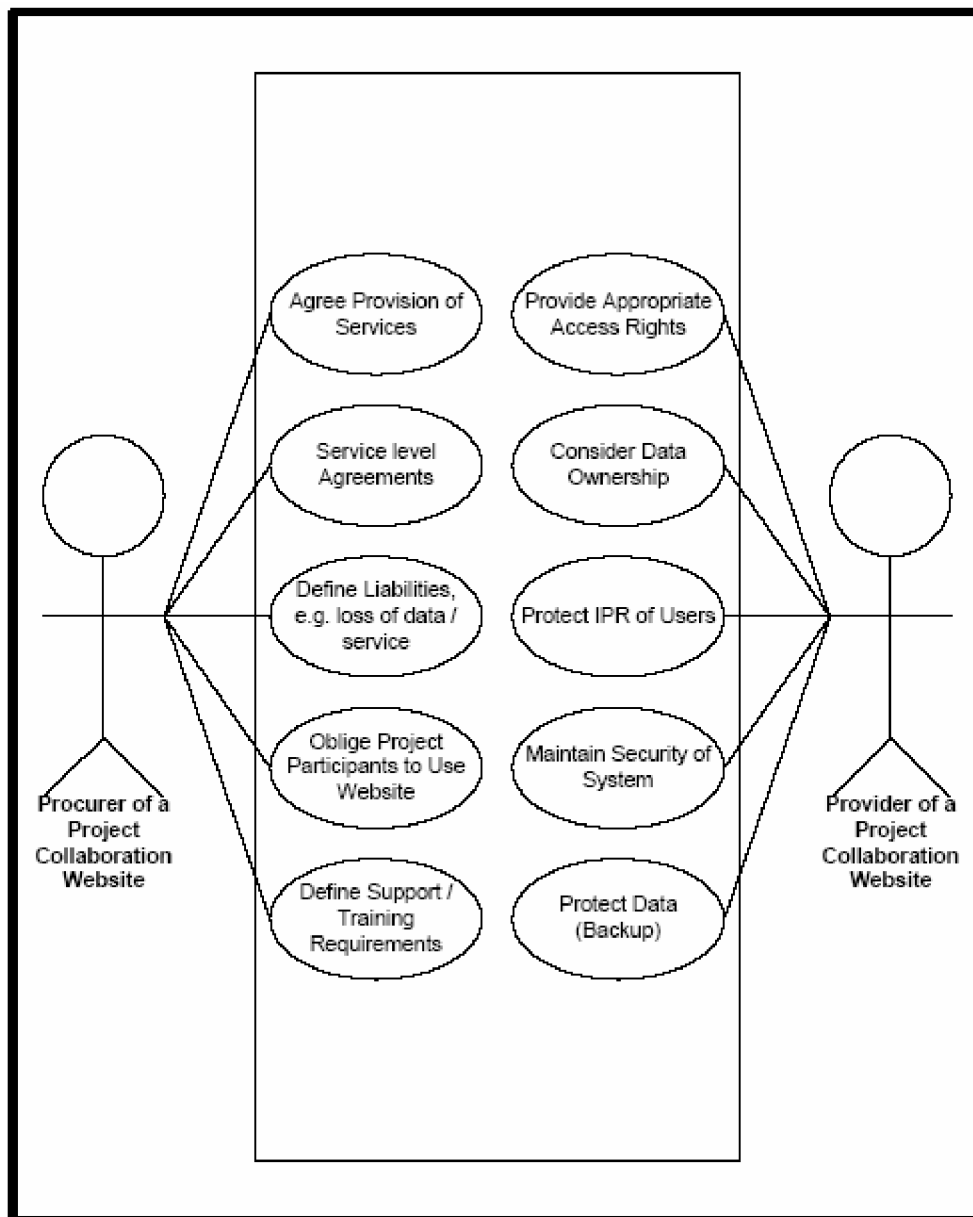 Agree Provision of
Services
Provide Appropriate
Access Rights
Service level
Agreements
Consider Data
Ownership
Define Liabilities,
e.g. loss of data /
service
Protect IPR of Users
Oblige Project
Participants to Use
Website
Maintain Security of
System
Procurer of a
Project
Collaboration
Website
Provider of a
Project
Collaboration
Website
Define Support /
Training
Requirements
Protect Data
(Backup)